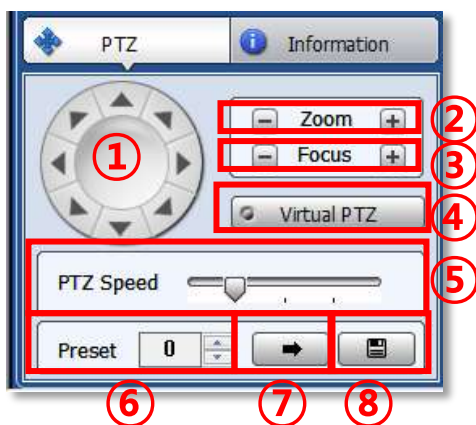 PTZ Information
① − Zoom + ②
− Focus + ③
Virtual PTZ ④
PTZ Speed ⑤
Preset 0
⑥ ⑦ ⑧